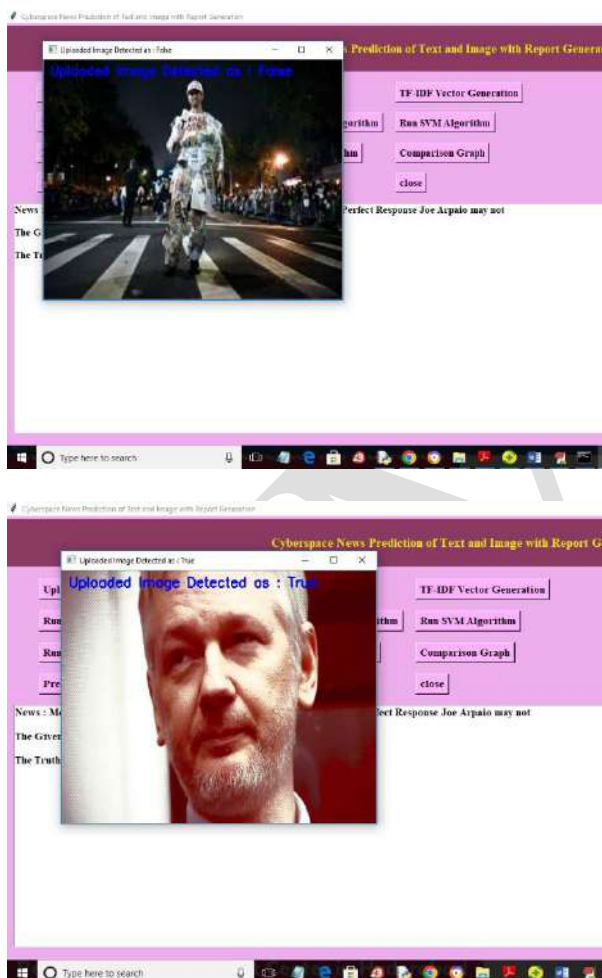 Cyberspace News Prediction of Text and Image with Report Generation
Uploaded Image Detected as : False
s Prediction of Text and Image with Report Genera
Uploaded Image Detected as : False
TF-IDF Vector Generation
gorithm Run SVM Algorithm
hm Comparison Graph
close
News Perfect Response Joe Arpaio may not
The G
The Tr
Type here to search
Cyberspace News Prediction of Text and Image with Report Generation
Cyberspace News Prediction of Text and Image with Report G
Uploaded Image Detected as : True
Uploaded Image Detected as : True
Upl TF-IDF Vector Generation
Run ithm Run SVM Algorithm
Run Comparison Graph
Pre close
News : Me fect Response Joe Arpaio may not
The Given
The Truth
Type here to search